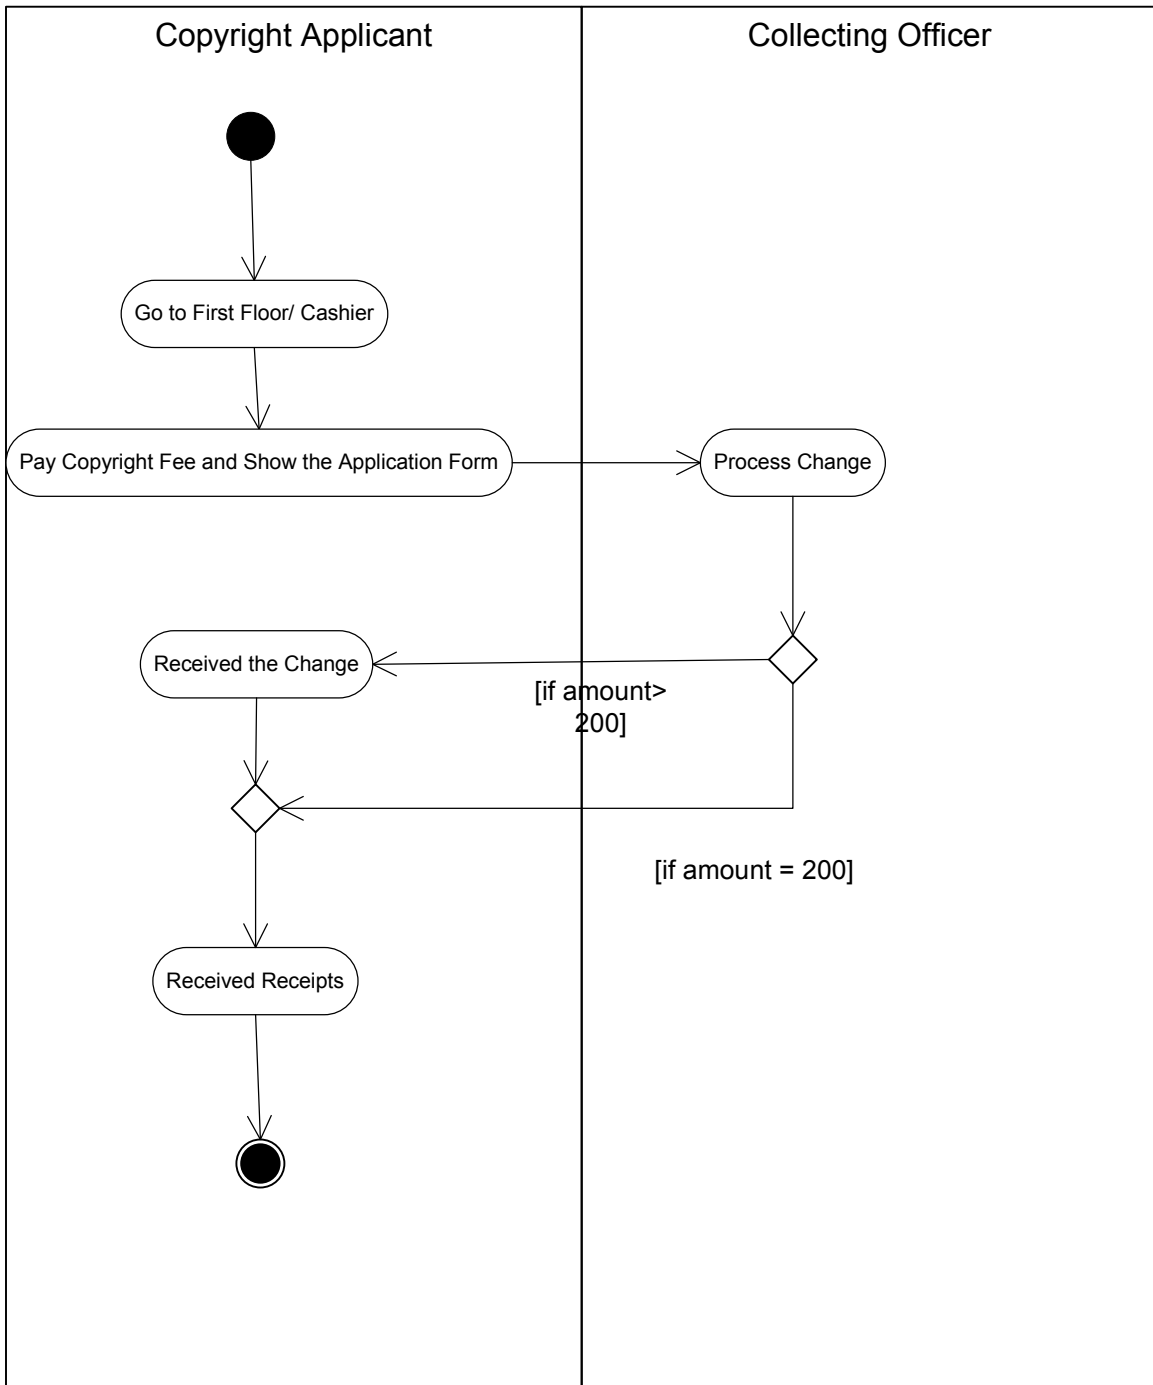 Copyright Applicant
Collecting Officer
Go to First Floor/ Cashier
Pay Copyright Fee and Show the Application Form
Process Change
Received the Change
[if amount>
200]
[if amount = 200]
Received Receipts